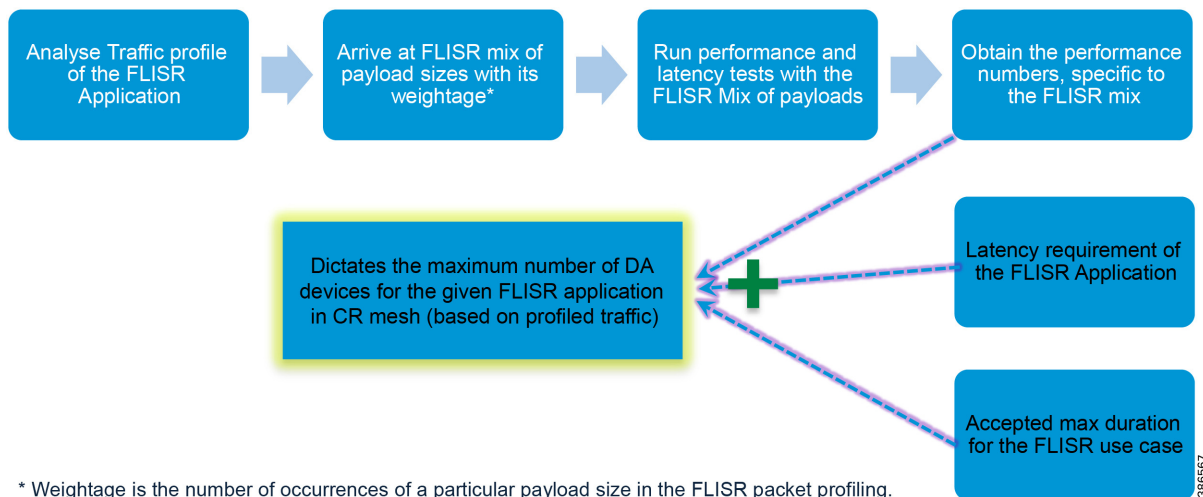 Analyse Traffic profile
of the FLISR
Application
Arrive at FLISR mix of
payload sizes with its
weightage*
Run performance and
latency tests with the
FLISR Mix of payloads
Obtain the performance
numbers, specific to
the FLISR mix
Dictates the maximum number of DA
devices for the given FLISR application
in CR mesh (based on profiled traffic)
Latency requirement of
the FLISR Application
Accepted max duration
for the FLISR use case
* Weightage is the number of occurrences of a particular payload size in the FLISR packet profiling.
386567